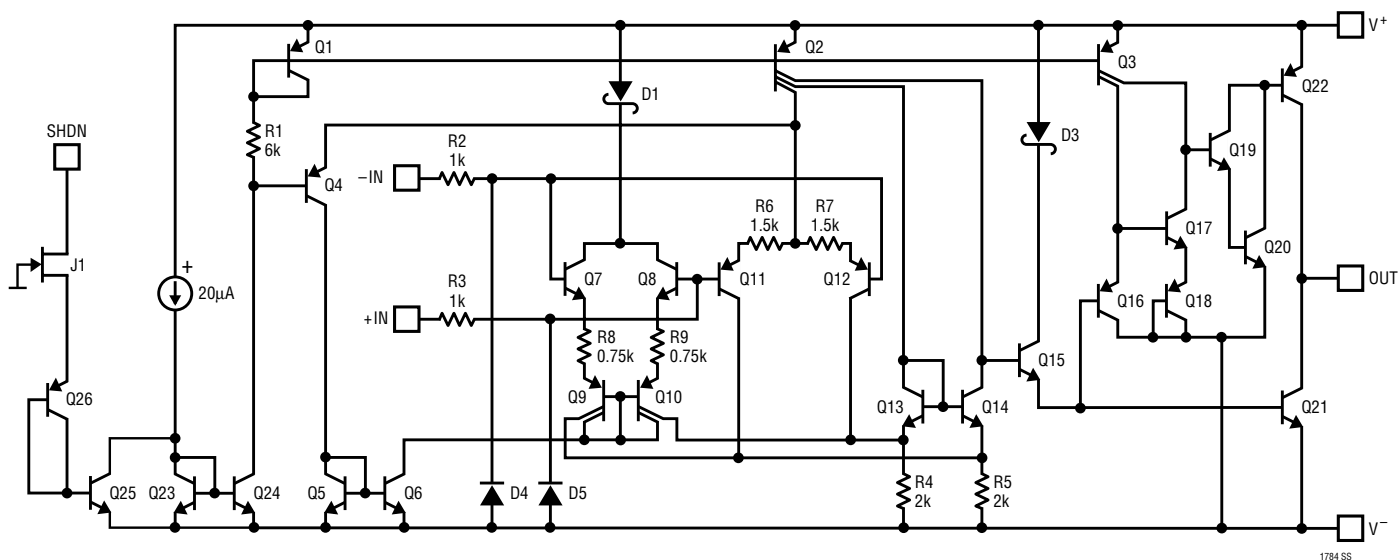 V+
Q1
Q2
Q3
Q22
D1
SHDN
R1
6k
R2
1k
D3
Q19
−IN
Q4
R6
1.5k
R7
1.5k
Q17
Q20
J1
+
20µA
Q7
Q8
Q11
Q12
OUT
R3
1k
Q16
Q18
+IN
R8
0.75k
R9
0.75k
Q15
Q26
Q9
Q10
Q13
Q14
Q21
Q25
Q23
Q24
Q5
Q6
D4
D5
R4
2k
R5
2k
V−
1784 SS